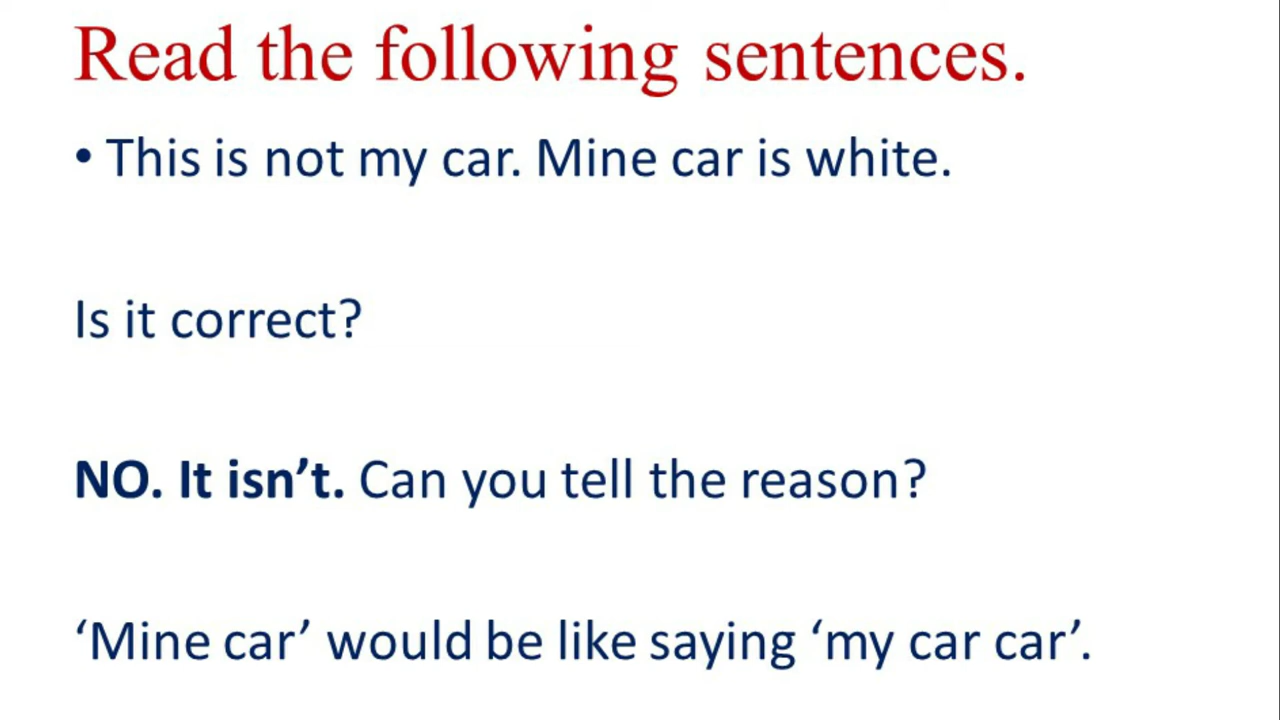 Read the following sentences.
• This is not my car. Mine car is white.
Is it correct?
NO. It isn’t. Can you tell the reason?
‘Mine car’ would be like saying ‘my car car’.